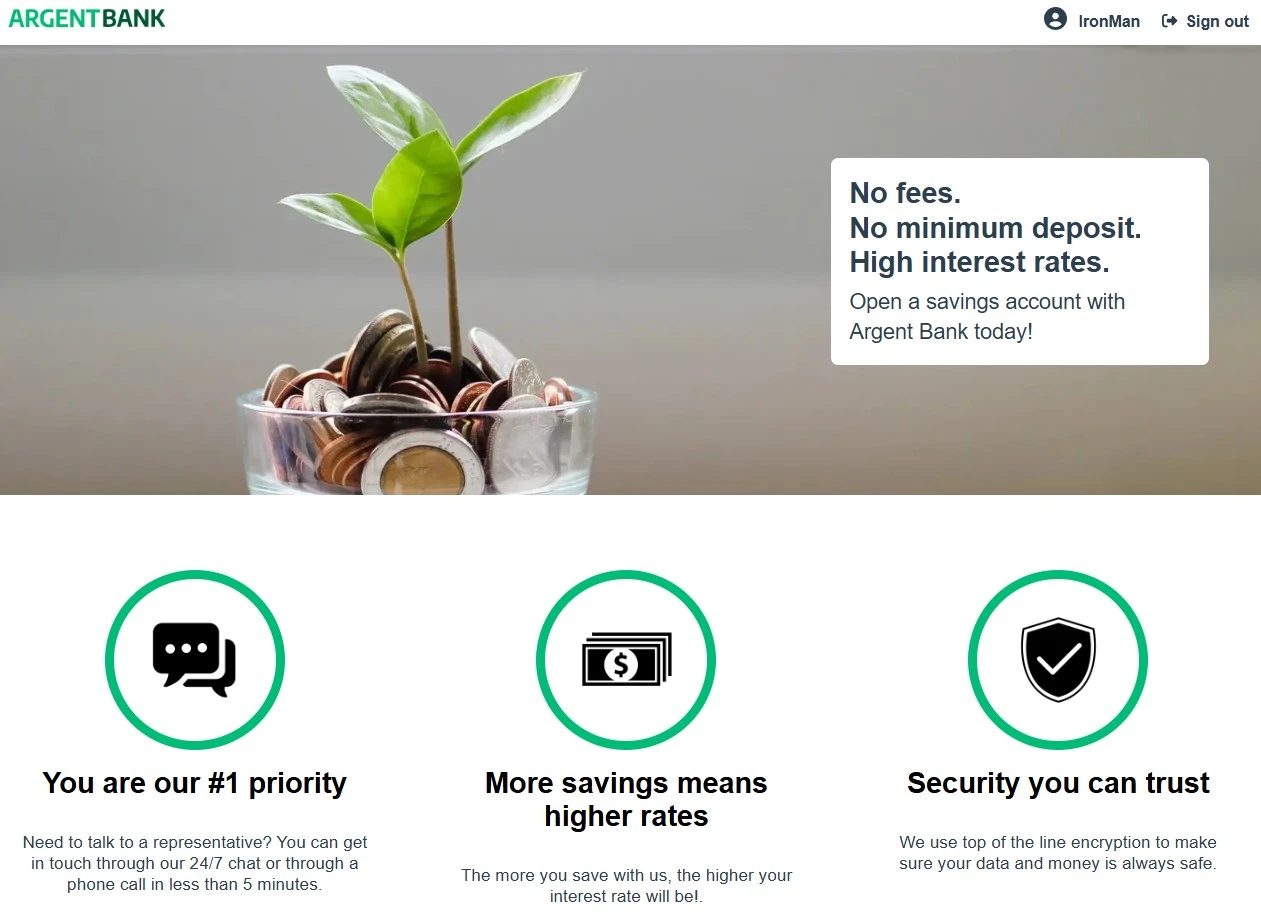 ARGENTBANK
IronMan
Sign out
No fees.
No minimum deposit.
High interest rates.
Open a savings account with
Argent Bank today!
$
You are our #1 priority
Need to talk to a representative? You can get
in touch through our 24/7 chat or through a
phone call in less than 5 minutes.
More savings means
higher rates
The more you save with us, the higher your
interest rate will be!.
Security you can trust
We use top of the line encryption to make
sure your data and money is always safe.